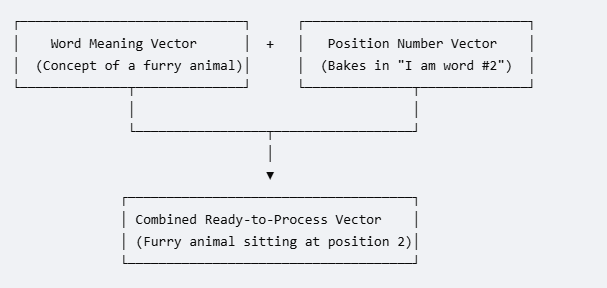 Word Meaning Vector + Position Number Vector
(Concept of a furry animal) (Bakes in "I am word #2")
Combined Ready-to-Process Vector
(Furry animal sitting at position 2)